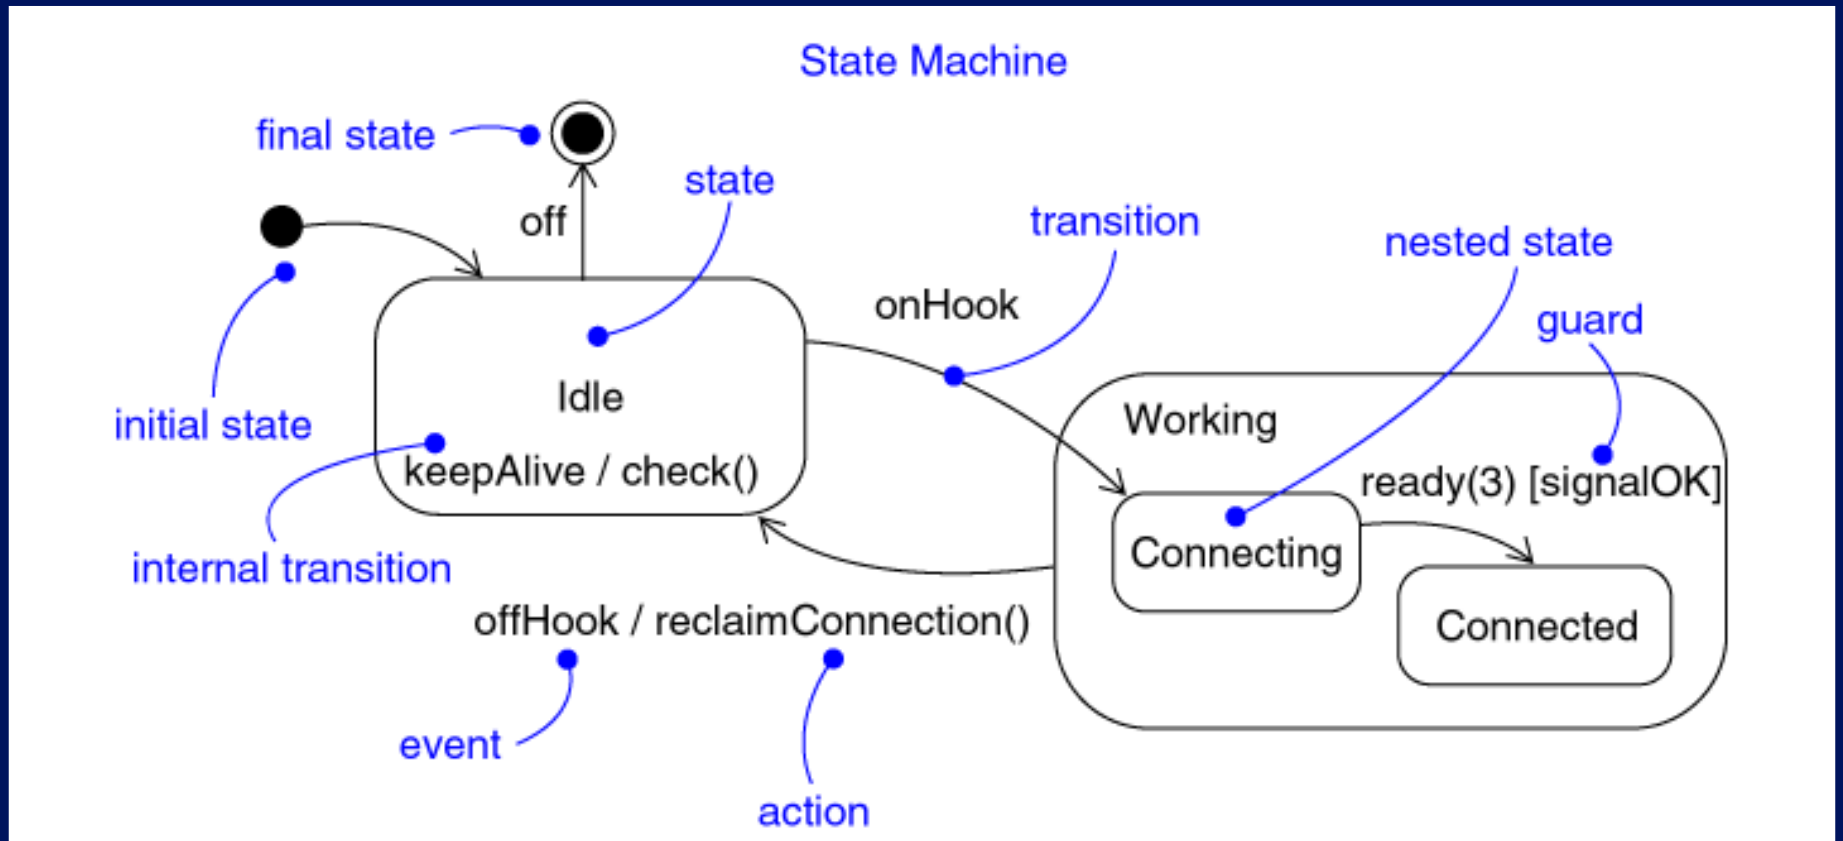 State Machine
final state
state
off
transition
nested state
onHook
guard
Idle
initial state
Working
keepAlive / check()
ready(3) [signalOK]
Connecting
internal transition
offHook / reclaimConnection()
Connected
event
action